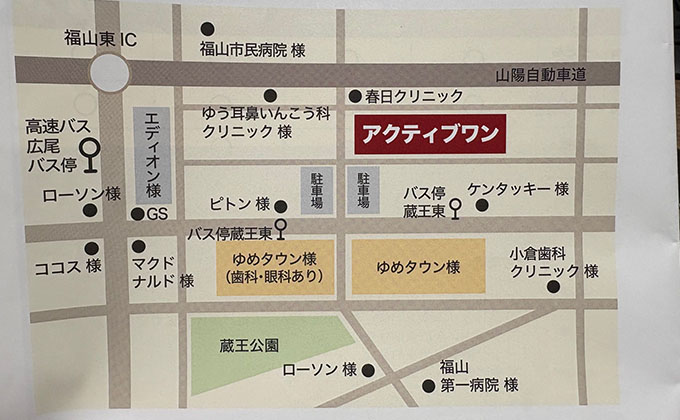 福山東IC
福山市民病院 様
山陽自動車道
ゆう耳鼻いんこう科
クリニック 様
春日クリニック
アクティブワン
高速バス
広尾
バス停
エディオン様
駐車場
駐車場
ローソン様
GS
ピトン 様
バス停蔵王東
バス停
蔵王東
ケンタッキー 様
ココス 様
マクド
ナルド 様
ゆめタウン様
(歯科・眼科あり)
ゆめタウン様
小倉歯科
クリニック 様
蔵王公園
ローソン 様
福山
第一病院 様